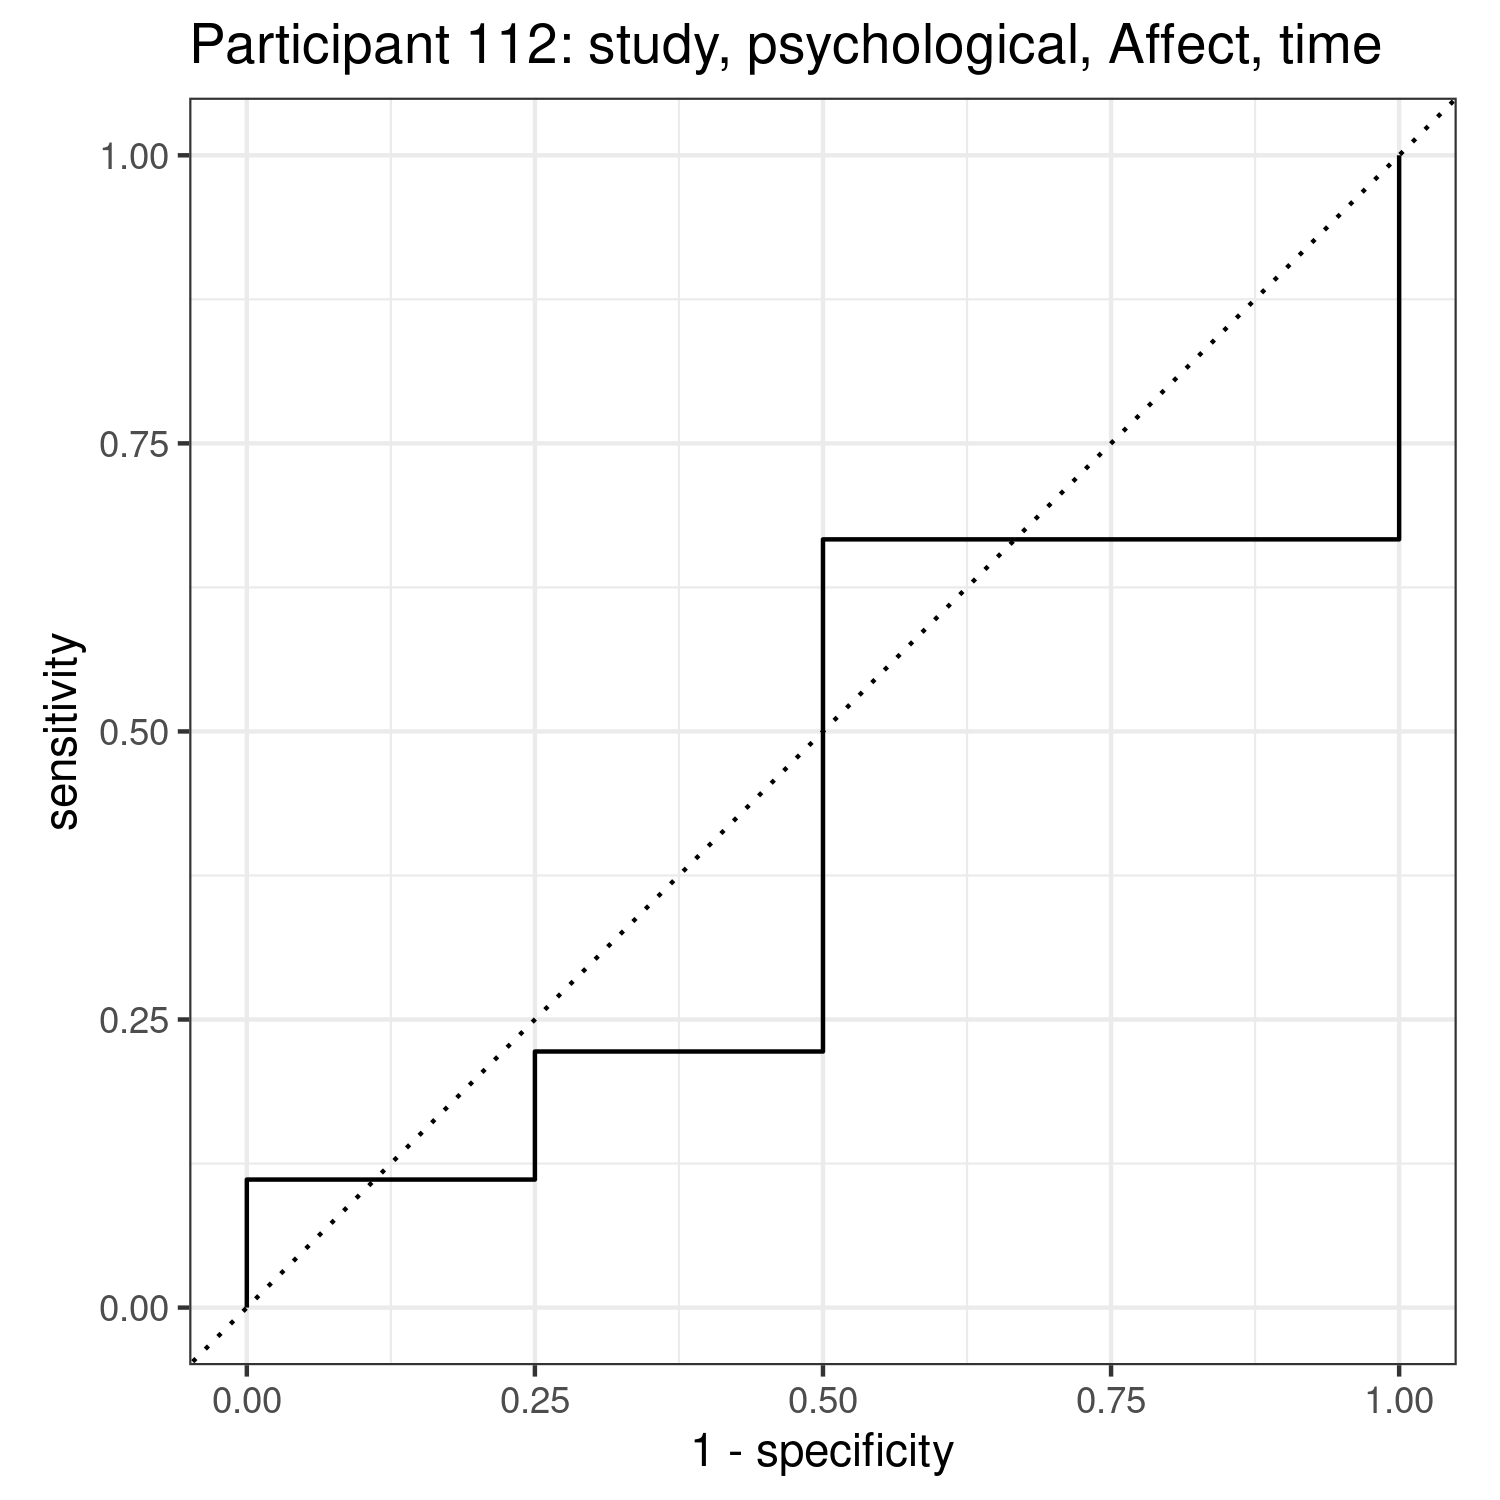 Participant 112: study, psychological, Affect, time
sensitivity
1.00
0.75
0.50
0.25
0.00
0.00 0.25 0.50 0.75 1.00
1 - specificity